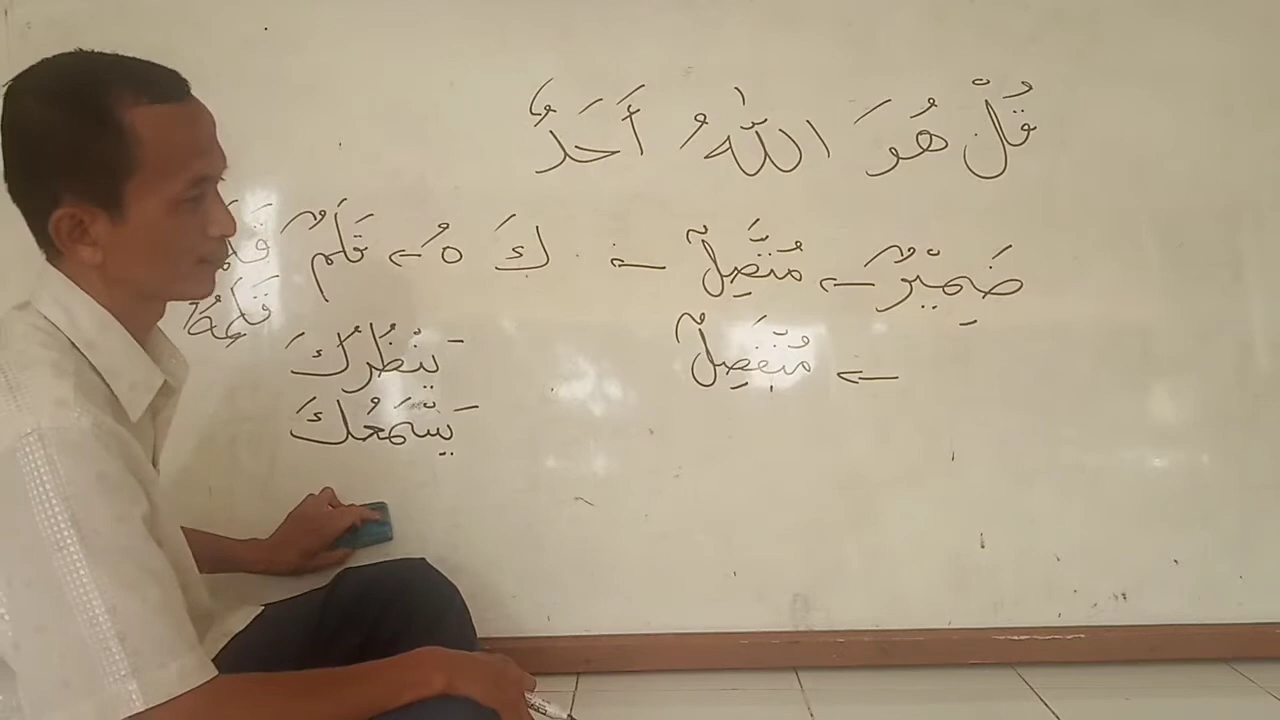 قُلْ هُوَ اللّٰهُ أَحَدٌ
ضَمِيْرٌ ← مُتَّصِلٌ ← كَ هُ ← قَلَمٌ
قَلَمُهُ
← مُنْفَصِلٌ
يَنْظُرُكَ
يَسْمَعُكَ